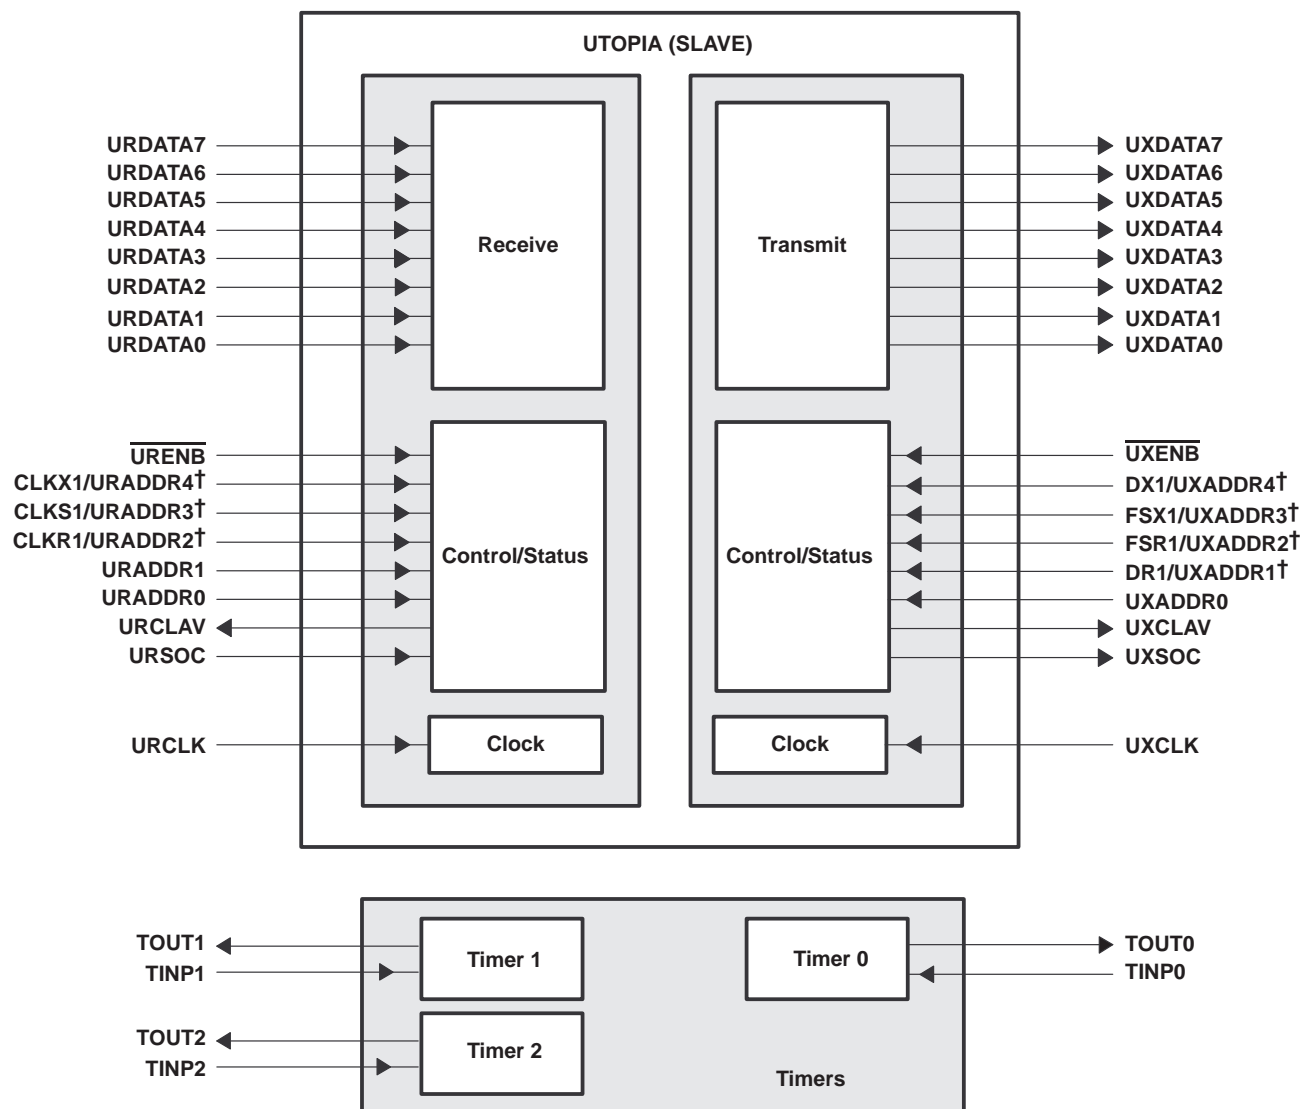 UTOPIA (SLAVE)
URDATA7
URDATA6
URDATA5
URDATA4
URDATA3
URDATA2
URDATA1
URDATA0
Receive
Transmit
UXDATA7
UXDATA6
UXDATA5
UXDATA4
UXDATA3
UXDATA2
UXDATA1
UXDATA0
URENB
CLKX1/URADDR4†
CLKS1/URADDR3†
CLKR1/URADDR2†
URADDR1
URADDR0
URCLAV
URSOC
Control/Status
Control/Status
UXENB
DX1/UXADDR4†
FSX1/UXADDR3†
FSR1/UXADDR2†
DR1/UXADDR1†
UXADDR0
UXCLAV
UXSOC
URCLK
Clock
Clock
UXCLK
TOUT1
TINP1
Timer 1
Timer 0
TOUT0
TINP0
TOUT2
TINP2
Timer 2
Timers